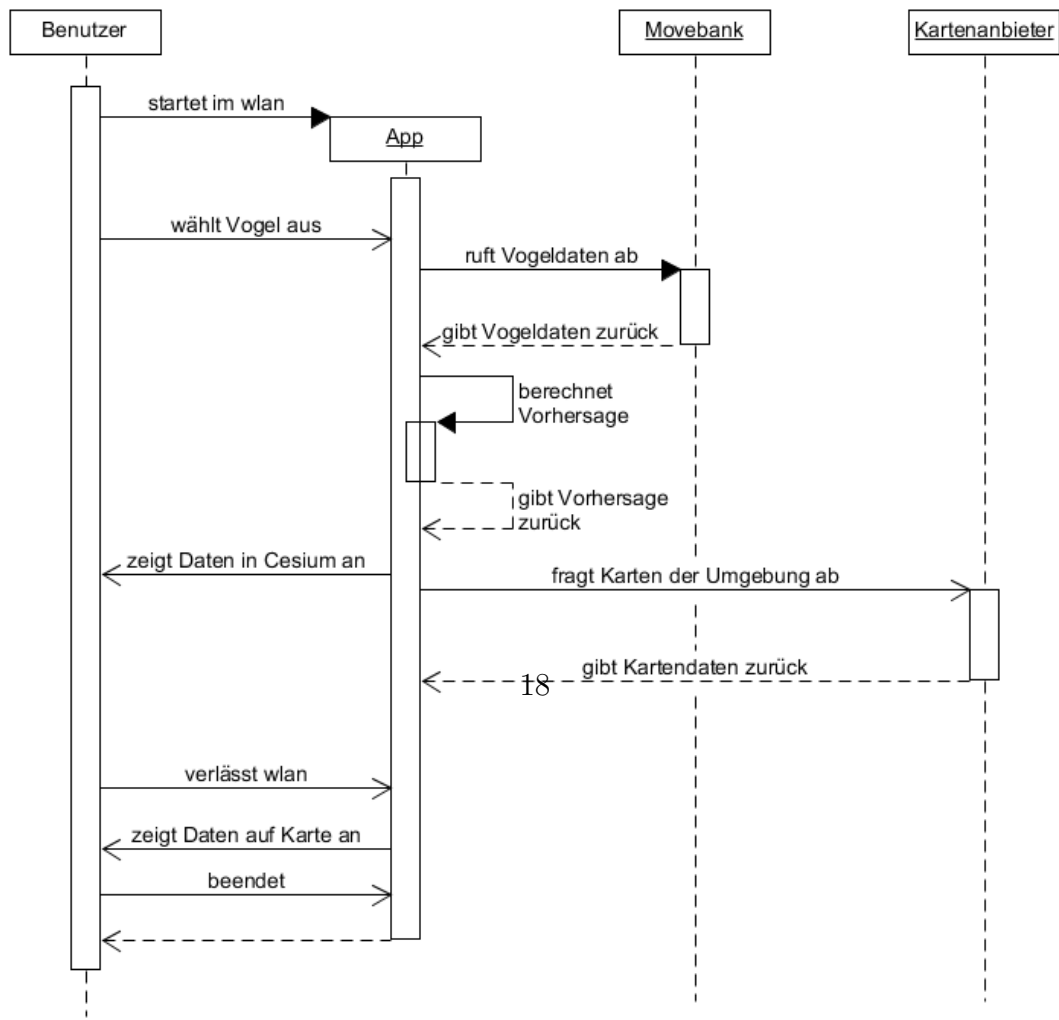 Benutzer
Movebank
Kartenanbieter
startet im wlan
App
wählt Vogel aus
ruft Vogeldaten ab
gibt Vogeldaten zurück
berechnet
Vorhersage
gibt Vorhersage
zurück
zeigt Daten in Cesium an
fragt Karten der Umgebung ab
gibt Kartendaten zurück
18
verlässt wlan
zeigt Daten auf Karte an
beendet